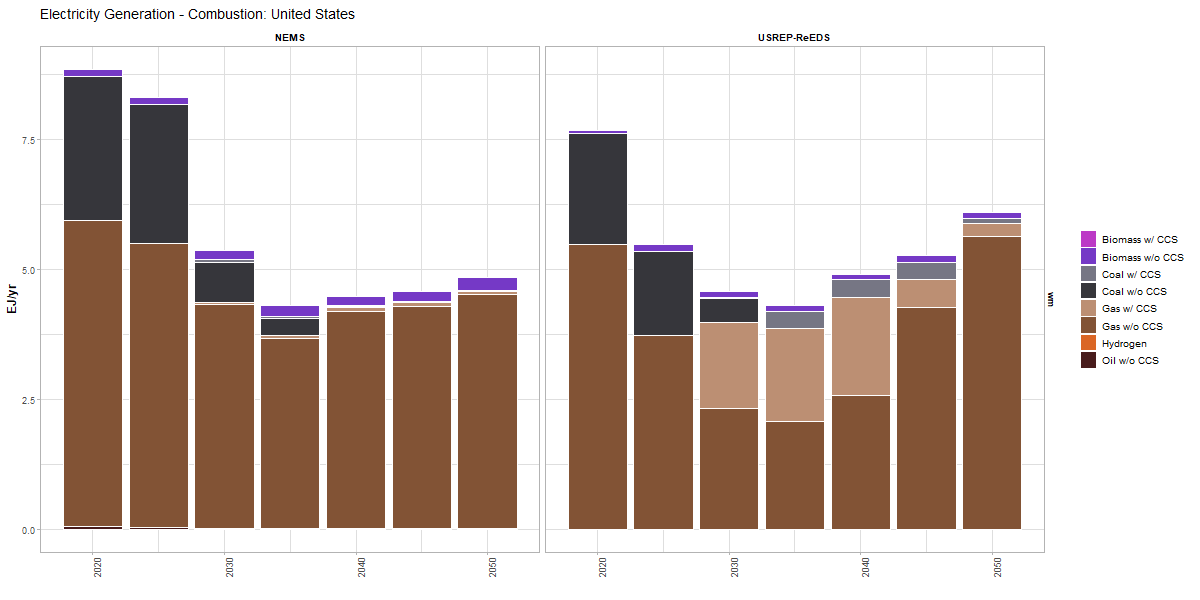 Electricity Generation - Combustion: United States
NEMS
USREP-ReEDS
EJ/yr
7.5
5.0
2.5
0.0
2020
2030
2040
2050
2020
2030
2040
2050
wm
Biomass w/ CCS
Biomass w/o CCS
Coal w/ CCS
Coal w/o CCS
Gas w/ CCS
Gas w/o CCS
Hydrogen
Oil w/o CCS